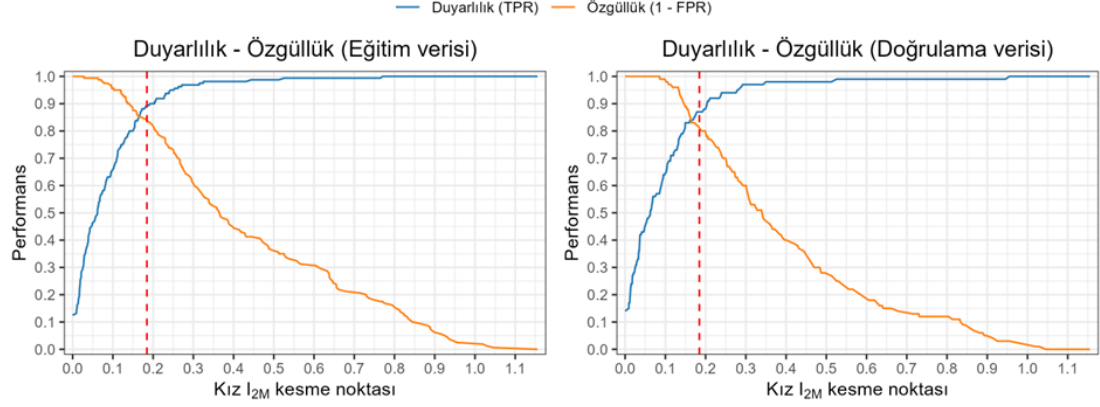 Duyarlılık (TPR) Özgüllük (1 - FPR)
Duyarlılık - Özgüllük (Eğitim verisi)
Performans
1.0
0.9
0.8
0.7
0.6
0.5
0.4
0.3
0.2
0.1
0.0
0.0 0.1 0.2 0.3 0.4 0.5 0.6 0.7 0.8 0.9 1.0 1.1
Kız I₂M kesme noktası
Duyarlılık - Özgüllük (Doğrulama verisi)
Performans
1.0
0.9
0.8
0.7
0.6
0.5
0.4
0.3
0.2
0.1
0.0
0.0 0.1 0.2 0.3 0.4 0.5 0.6 0.7 0.8 0.9 1.0 1.1
Kız I₂M kesme noktası